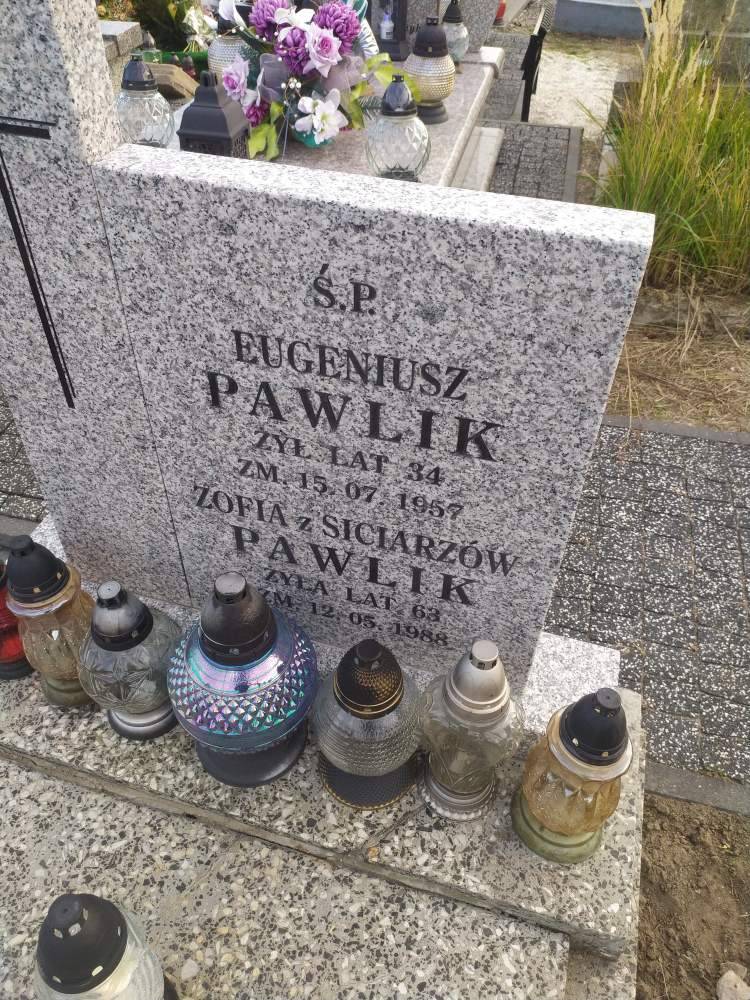 Ś.P.
EUGENIUSZ
PAWLIK
ŻYŁ LAT 34
ZM. 15. 07. 1957
ZOFIA z SICIARZÓW
PAWLIK
ŻYŁA LAT 63
ZM. 12. 05. 1988